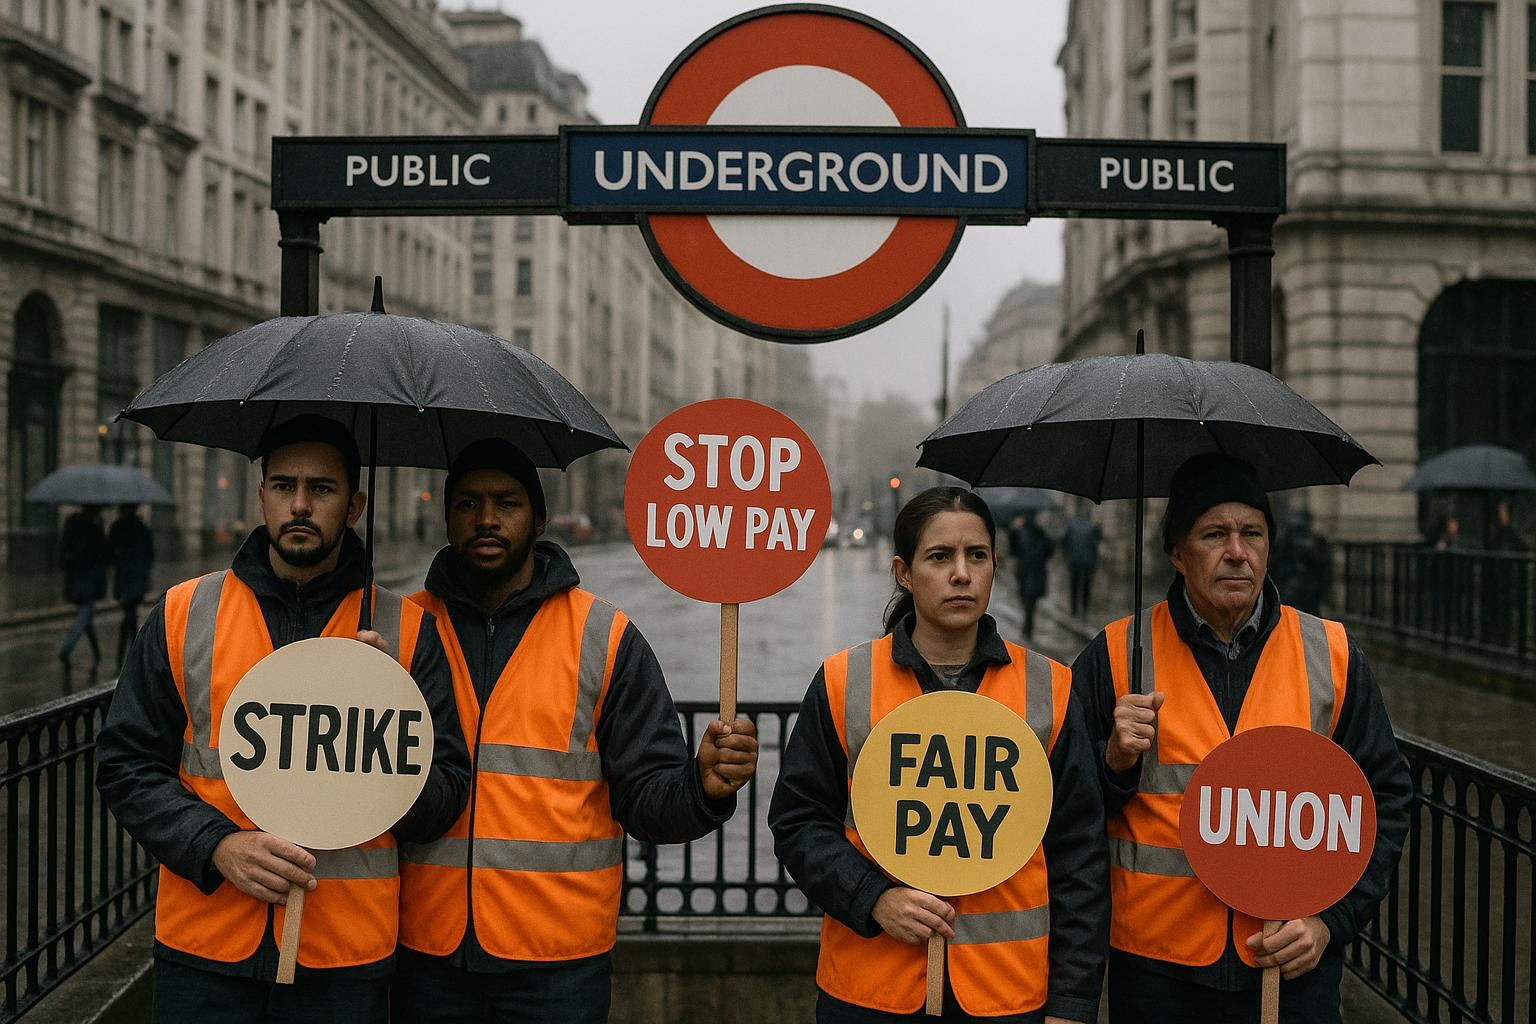 PUBLIC UNDERGROUND PUBLIC
STOP
LOW PAY
STRIKE
FAIR
PAY
UNION